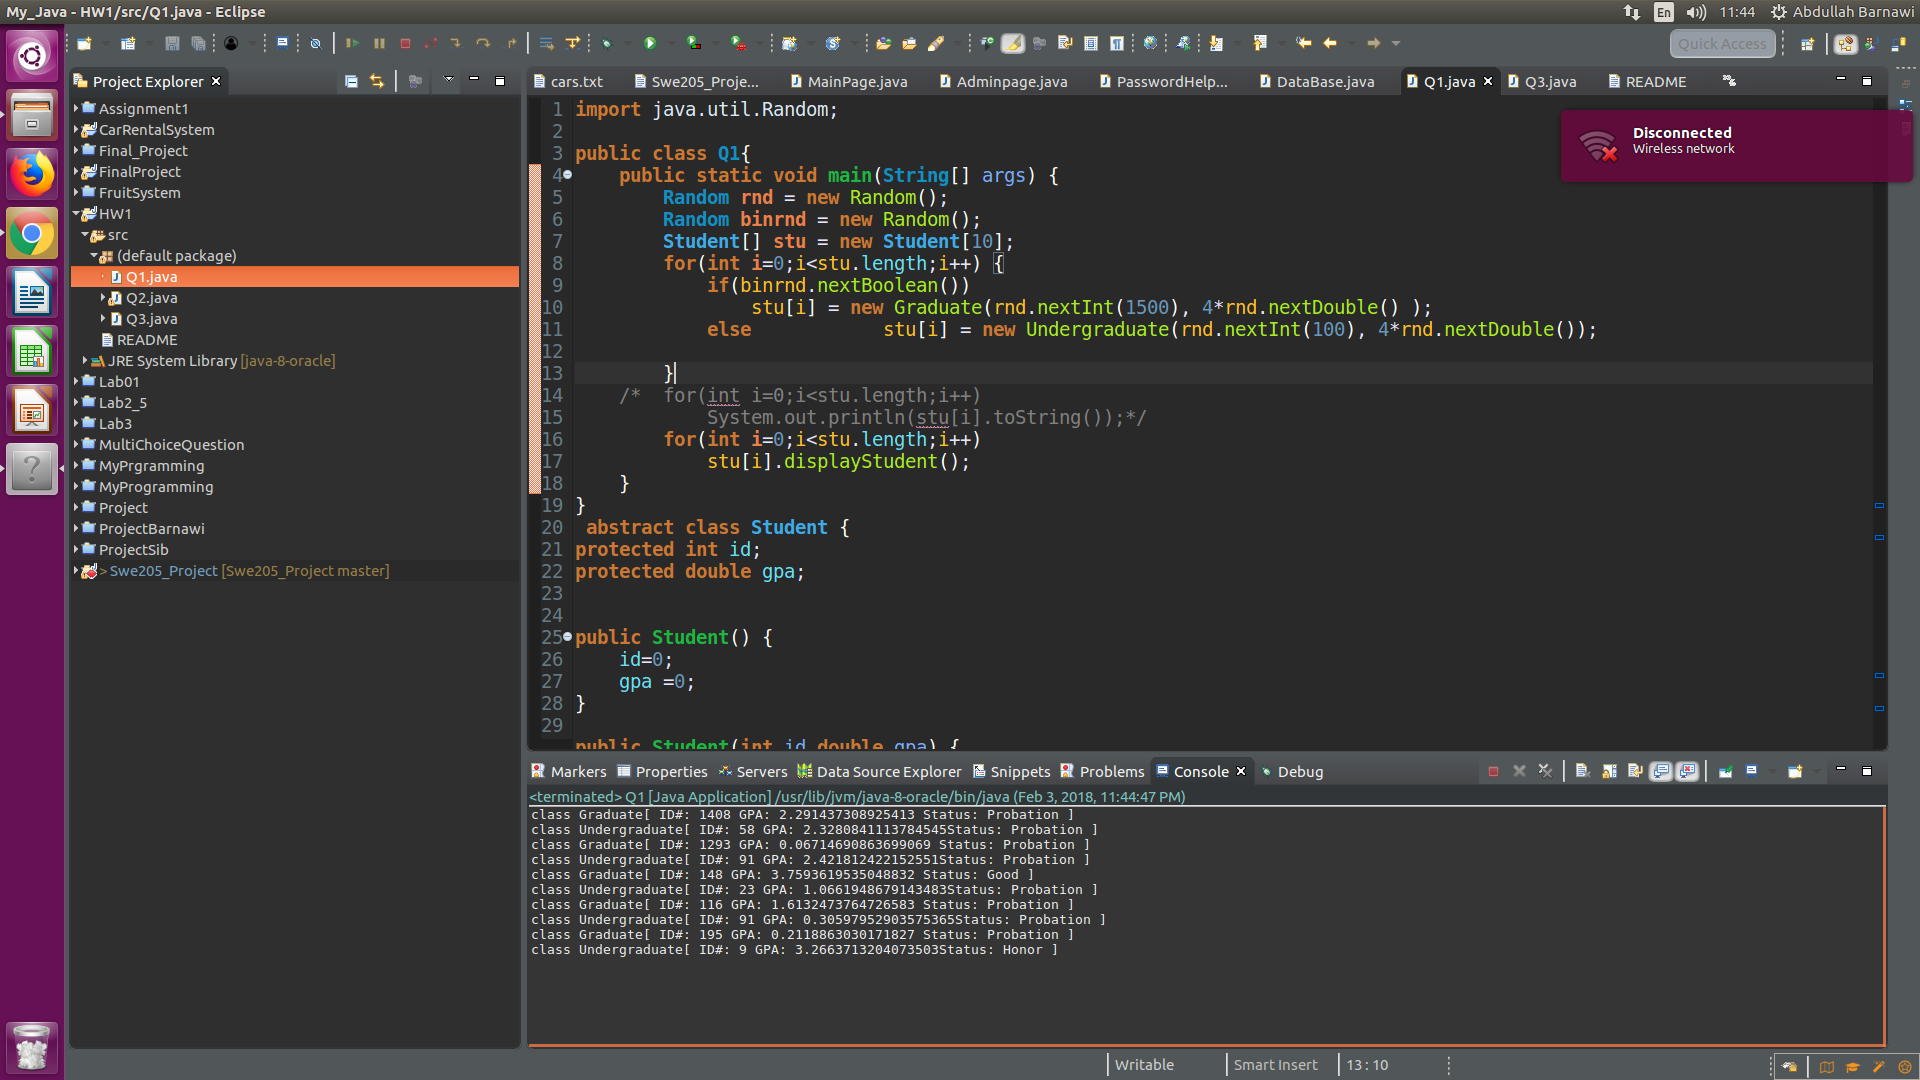 My_Java - HW1/src/Q1.java - Eclipse
En
11:44
Abdullah Barnawi
Quick Access
Project Explorer
cars.txt
Swe205_Proje...
MainPage.java
Adminpage.java
PasswordHelp...
DataBase.java
Q1.java
Q3.java
README
Disconnected
Wireless network
Assignment1
CarRentalSystem
Final_Project
FinalProject
FruitSystem
HW1
src
(default package)
Q1.java
Q2.java
Q3.java
README
JRE System Library [java-8-oracle]
Lab01
Lab2_5
Lab3
MultiChoiceQuestion
MyPrgramming
MyProgramming
Project
ProjectBarnawi
ProjectSib
> Swe205_Project [Swe205_Project master]
1 import java.util.Random;
2
3 public class Q1{
4     public static void main(String[] args) {
5         Random rnd = new Random();
6         Random binrnd = new Random();
7         Student[] stu = new Student[10];
8         for(int i=0;i<stu.length;i++) {
9             if(binrnd.nextBoolean())
10                 stu[i] = new Graduate(rnd.nextInt(1500), 4*rnd.nextDouble() );
11             else            stu[i] = new Undergraduate(rnd.nextInt(100), 4*rnd.nextDouble());
12
13         }
14     /*  for(int i=0;i<stu.length;i++)
15             System.out.println(stu[i].toString());*/
16         for(int i=0;i<stu.length;i++)
17             stu[i].displayStudent();
18     }
19 }
20  abstract class Student {
21 protected int id;
22 protected double gpa;
23
24
25 public Student() {
26     id=0;
27     gpa =0;
28 }
29
public Student(int id double gpa) {
Markers
Properties
Servers
Data Source Explorer
Snippets
Problems
Console
Debug
<terminated> Q1 [Java Application] /usr/lib/jvm/java-8-oracle/bin/java (Feb 3, 2018, 11:44:47 PM)
class Graduate[ ID#: 1408 GPA: 2.291437308925413 Status: Probation ]
class Undergraduate[ ID#: 58 GPA: 2.3280841113784545Status: Probation ]
class Graduate[ ID#: 1293 GPA: 0.06714690863699069 Status: Probation ]
class Undergraduate[ ID#: 91 GPA: 2.421812422152551Status: Probation ]
class Graduate[ ID#: 148 GPA: 3.7593619535048832 Status: Good ]
class Undergraduate[ ID#: 23 GPA: 1.0661948679143483Status: Probation ]
class Graduate[ ID#: 116 GPA: 1.6132473764726583 Status: Probation ]
class Undergraduate[ ID#: 91 GPA: 0.30597952903575365Status: Probation ]
class Graduate[ ID#: 195 GPA: 0.2118863030171827 Status: Probation ]
class Undergraduate[ ID#: 9 GPA: 3.2663713204073503Status: Honor ]
Writable
Smart Insert
13 : 10